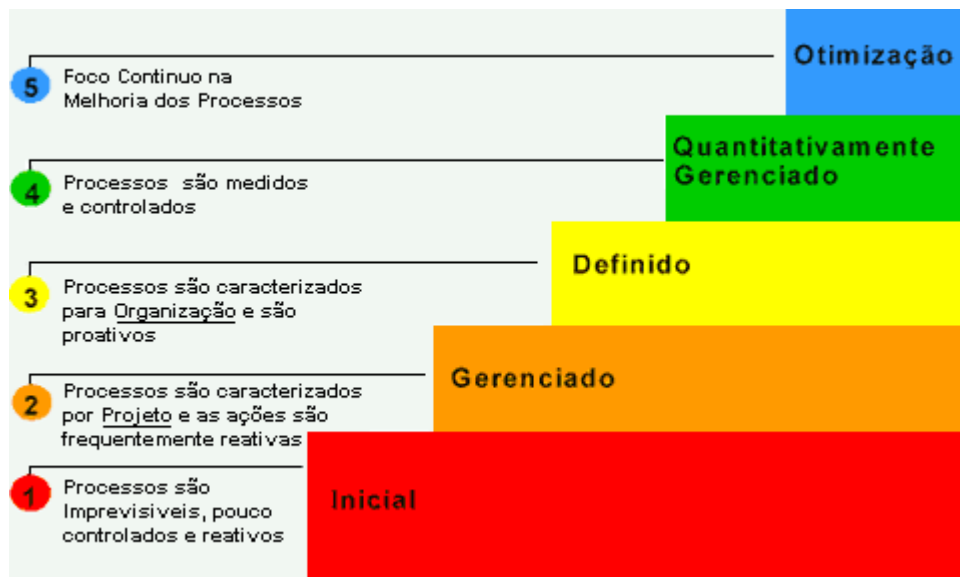 Otimização
5
Foco Continuo na
Melhoria dos Processos
Quantitativamente
Gerenciado
4
Processos são medidos
e controlados
Definido
3
Processos são caracterizados
para Organização e são
proativos
Gerenciado
2
Processos são caracterizados
por Projeto e as ações são
frequentemente reativas
Inicial
1
Processos são
Imprevisiveis, pouco
controlados e reativos